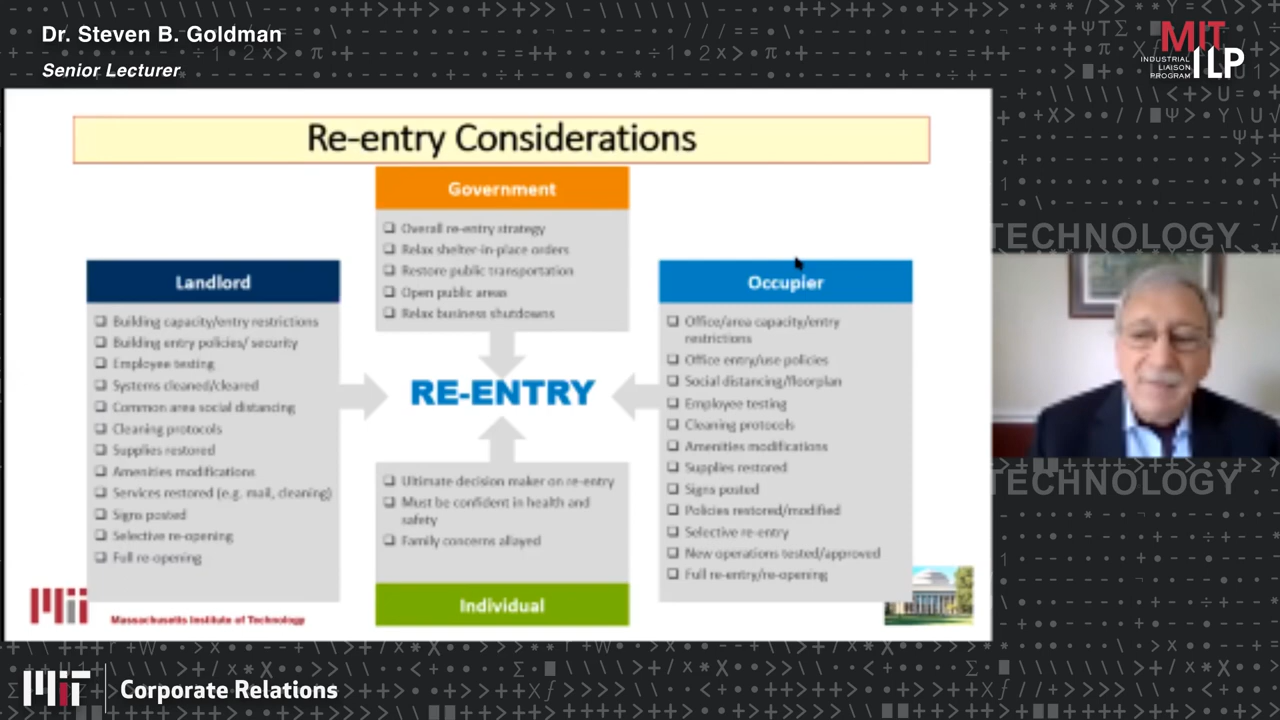 Dr. Steven B. Goldman
Senior Lecturer
MIT
INDUSTRIAL
LIAISON
PROGRAM
ILP
Re-entry Considerations
Government
❑ Overall re-entry strategy
❑ Relax shelter-in-place orders
❑ Restore public transportation
❑ Open public areas
❑ Relax business shutdowns
Landlord
❑ Building capacity/entry restrictions
❑ Building entry policies/ security
❑ Employee testing
❑ Systems cleaned/cleared
❑ Common area social distancing
❑ Cleaning protocols
❑ Supplies restored
❑ Amenities modifications
❑ Services restored (e.g. mail, cleaning)
❑ Signs posted
❑ Selective re-opening
❑ Full re-opening
RE-ENTRY
Occupier
❑ Office/area capacity/entry
restrictions
❑ Office entry/use policies
❑ Social distancing/floorplan
❑ Employee testing
❑ Cleaning protocols
❑ Amenities modifications
❑ Supplies restored
❑ Signs posted
❑ Policies restored/modified
❑ Selective re-entry
❑ New operations tested/approved
❑ Full re-entry/re-opening
❑ Ultimate decision maker on re-entry
❑ Must be confident in health and
safety
❑ Family concerns allayed
Individual
Massachusetts Institute of Technology
TECHNOLOGY
TECHNOLOGY
MIT
Corporate Relations